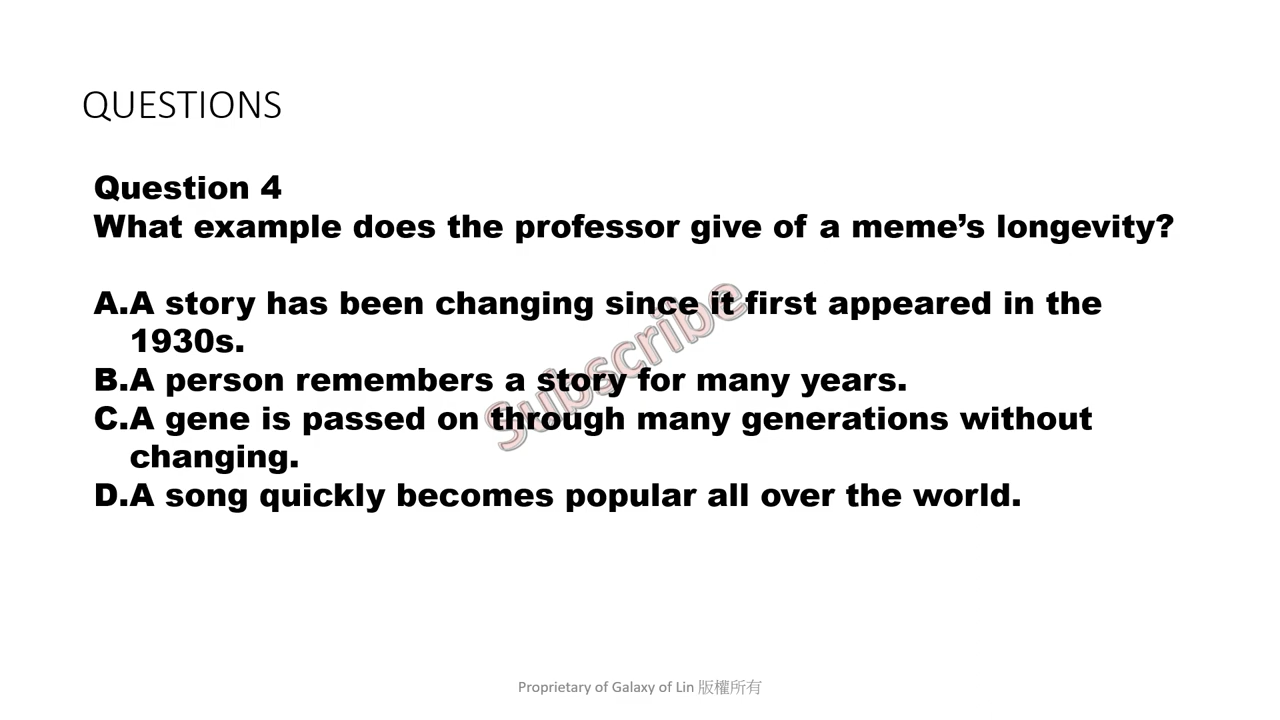 QUESTIONS
Question 4
What example does the professor give of a meme’s longevity?
A.A story has been changing since it first appeared in the
1930s.
B.A person remembers a story for many years.
C.A gene is passed on through many generations without
changing.
D.A song quickly becomes popular all over the world.
Subscribe
Proprietary of Galaxy of Lin 版權所有